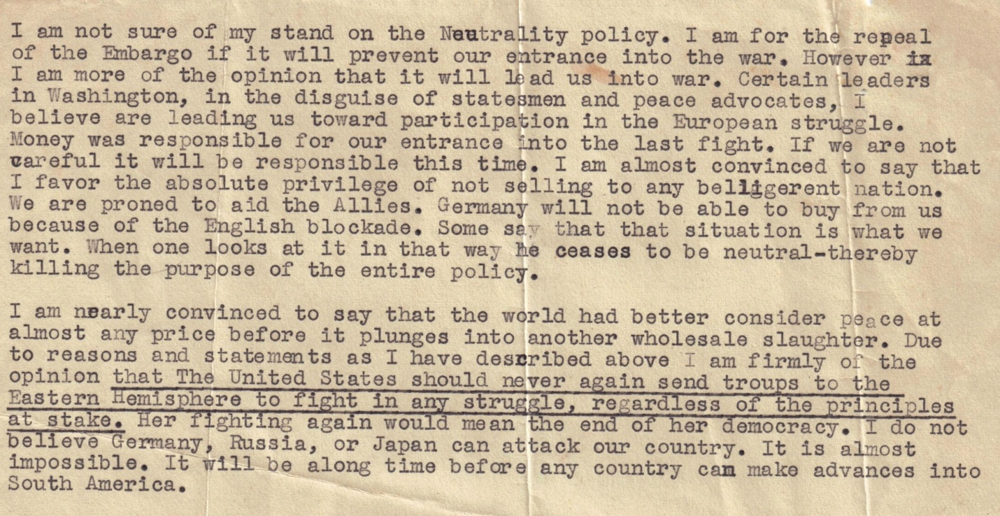 I am not sure of my stand on the Neutrality policy. I am for the repeal
of the Embargo if it will prevent our entrance into the war. However
I am more of the opinion that it will lead us into war. Certain leaders
in Washington, in the disguise of statesmen and peace advocates, I
believe are leading us toward participation in the European struggle.
Money was responsible for our entrance into the last fight. If we are not
careful it will be responsible this time. I am almost convinced to say that
I favor the absolute privilege of not selling to any belligerent nation.
We are proned to aid the Allies. Germany will not be able to buy from us
because of the English blockade. Some say that that situation is what we
want. When one looks at it in that way he ceases to be neutral-thereby
killing the purpose of the entire policy.

I am nearly convinced to say that the world had better consider peace at
almost any price before it plunges into another wholesale slaughter. Due
to reasons and statements as I have described above I am firmly of the
opinion that The United States should never again send troups to the
Eastern Hemisphere to fight in any struggle, regardless of the principles
at stake. Her fighting again would mean the end of her democracy. I do not
believe Germany, Russia, or Japan can attack our country. It is almost
impossible. It will be along time before any country can make advances into
South America.